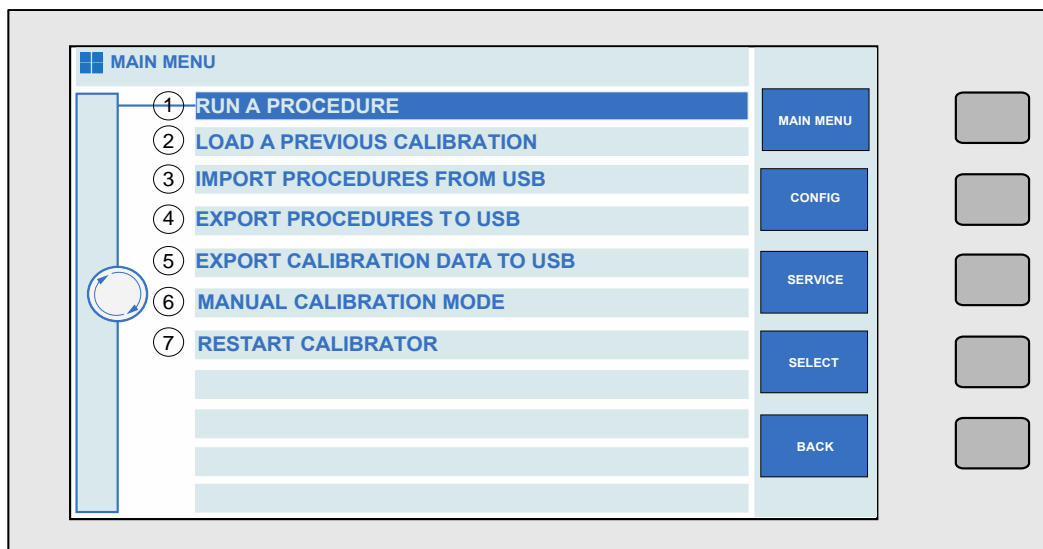 MAIN MENU
1 RUN A PROCEDURE
2 LOAD A PREVIOUS CALIBRATION
3 IMPORT PROCEDURES FROM USB
4 EXPORT PROCEDURES TO USB
5 EXPORT CALIBRATION DATA TO USB
6 MANUAL CALIBRATION MODE
7 RESTART CALIBRATOR
MAIN MENU
CONFIG
SERVICE
SELECT
BACK